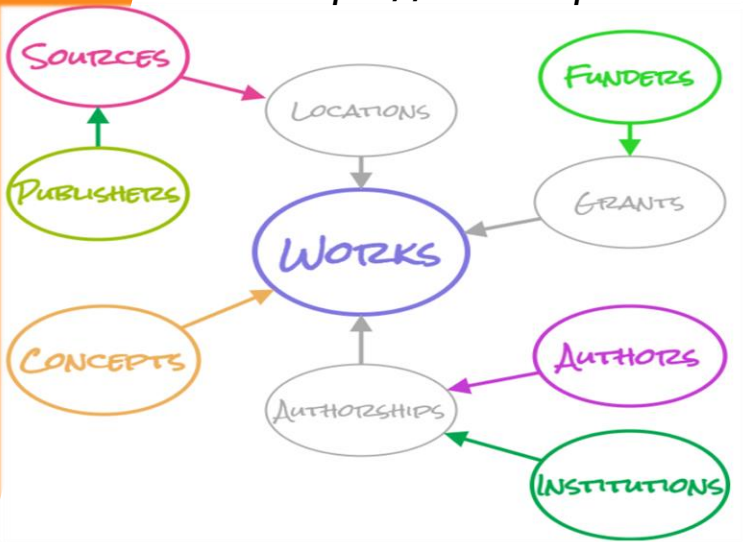 SOURCES
LOCATIONS
FUNDERS
PUBLISHERS
GRANTS
WORKS
CONCEPTS
AUTHORS
AUTHORSHIPS
INSTITUTIONS